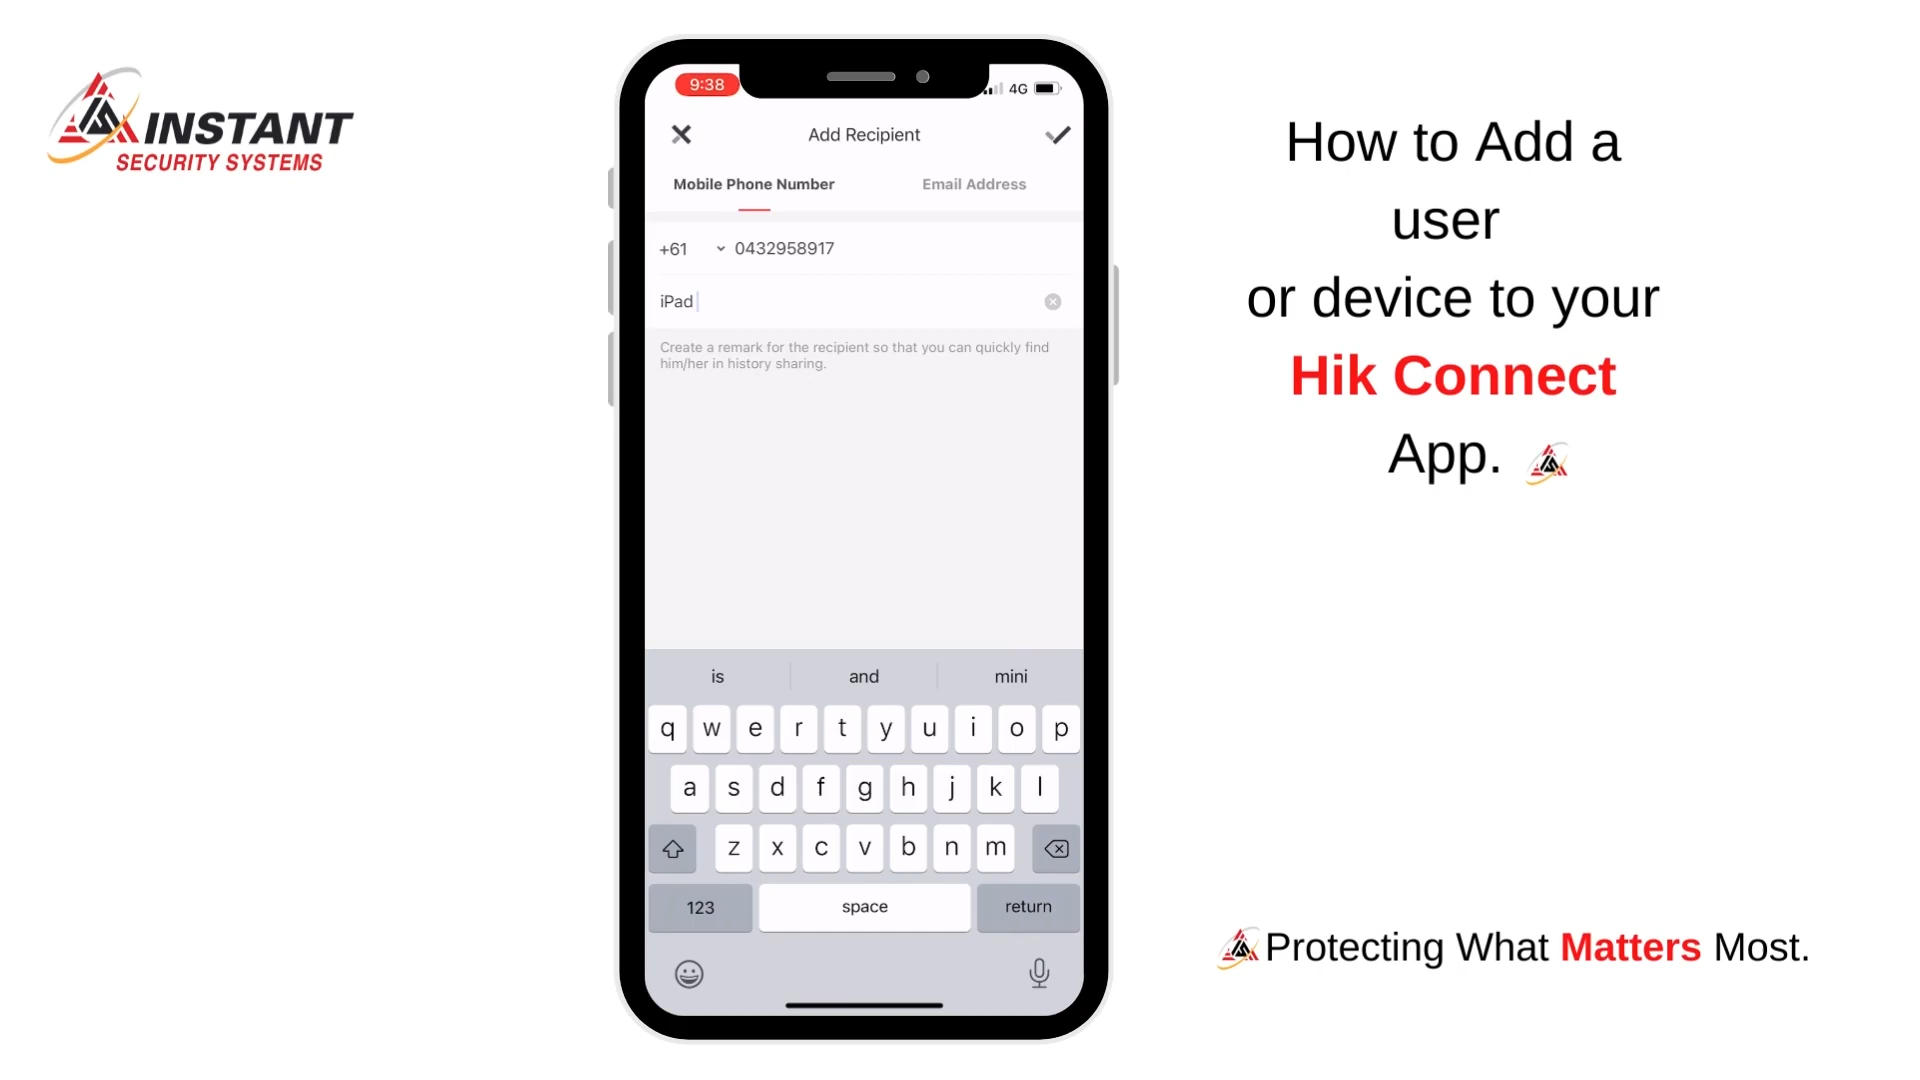 INSTANT
SECURITY SYSTEMS
9:38
4G
Add Recipient
Mobile Phone Number
Email Address
+61
0432958917
iPad
Create a remark for the recipient so that you can quickly find
him/her in history sharing.
is
and
mini
q w e r t y u i o p
a s d f g h j k l
z x c v b n m
123
space
return
How to Add a
user
or device to your
Hik Connect
App.
Protecting What Matters Most.